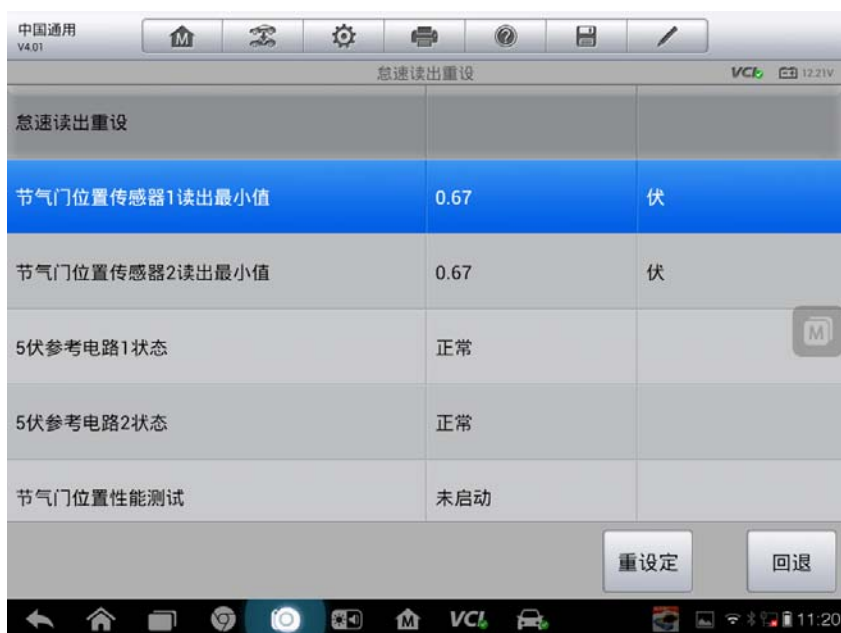 中国通用
V4.01
M
怠速读出重设
VCI
12.21V
怠速读出重设
节气门位置传感器1读出最小值 0.67 伏
节气门位置传感器2读出最小值 0.67 伏
M
5伏参考电路1状态 正常
5伏参考电路2状态 正常
节气门位置性能测试 未启动
重设定
回退
M
VCI
11:20